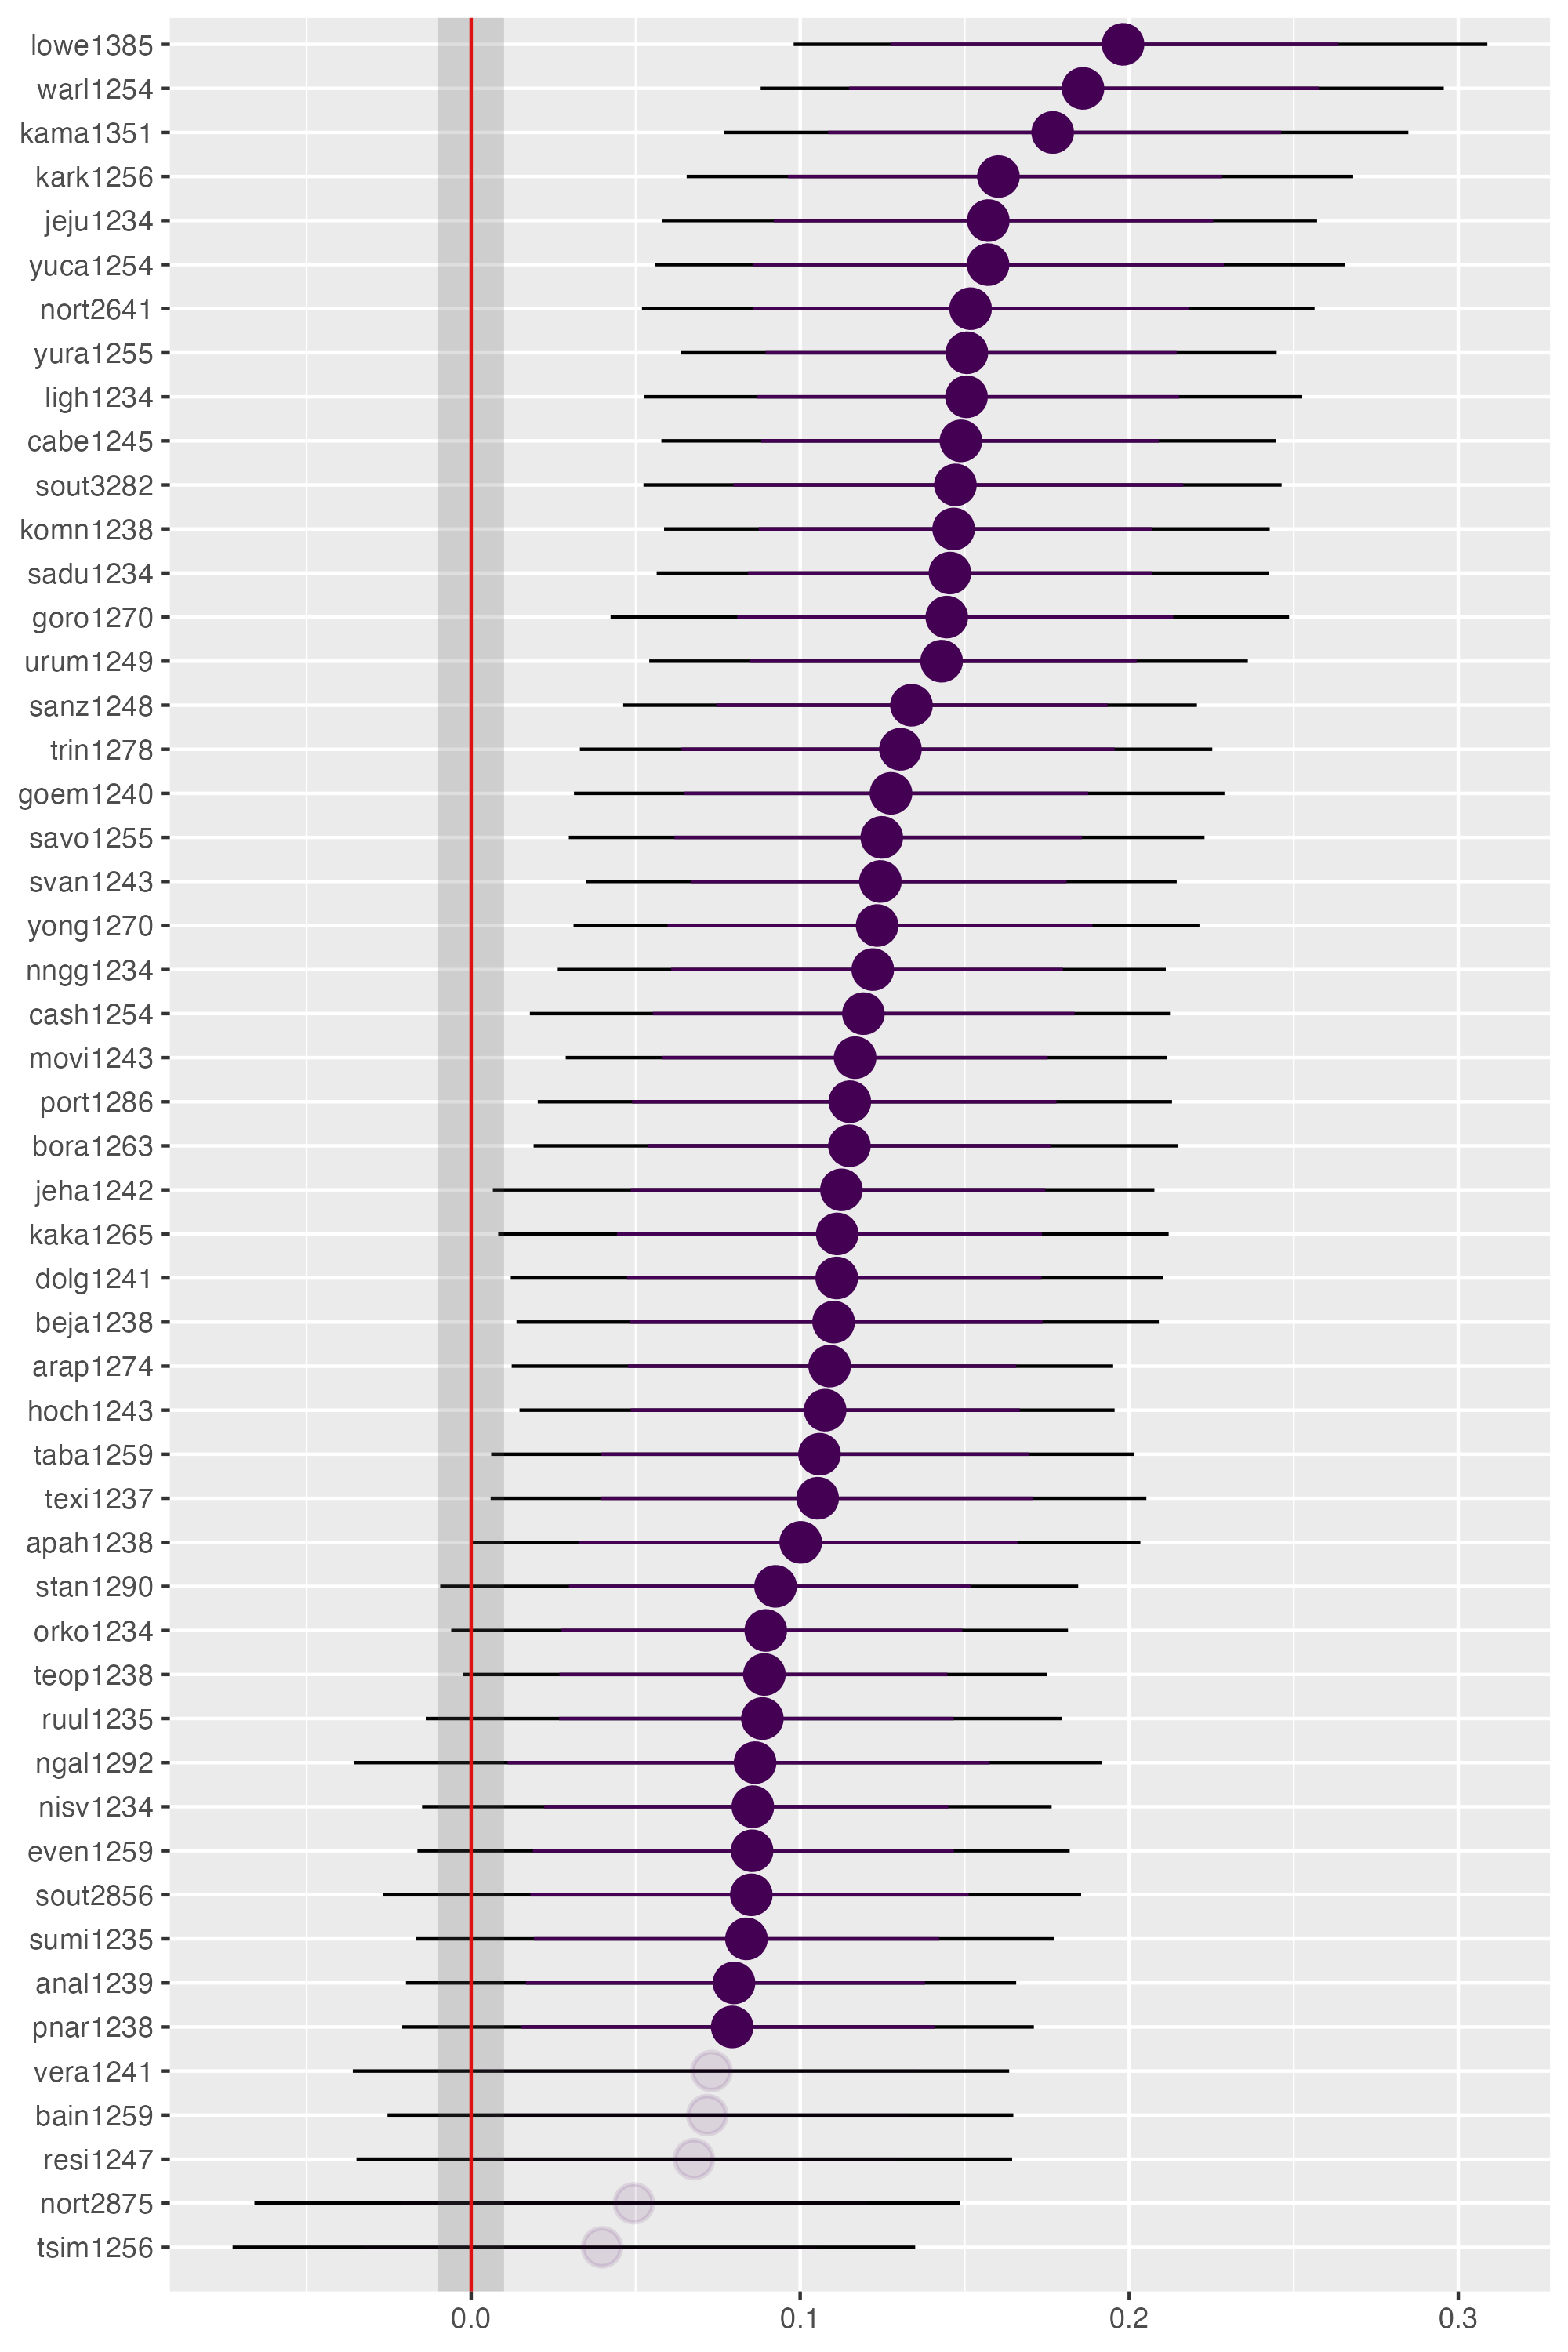 lowe1385
warl1254
kama1351
kark1256
jeju1234
yuca1254
nort2641
yura1255
ligh1234
cabe1245
sout3282
komn1238
sadu1234
goro1270
urum1249
sanz1248
trin1278
goem1240
savo1255
svan1243
yong1270
nngg1234
cash1254
movi1243
port1286
bora1263
jeha1242
kaka1265
dolg1241
beja1238
arap1274
hoch1243
taba1259
texi1237
apah1238
stan1290
orko1234
teop1238
ruul1235
ngal1292
nisv1234
even1259
sout2856
sumi1235
anal1239
pnar1238
vera1241
bain1259
resi1247
nort2875
tsim1256
0.0 0.1 0.2 0.3